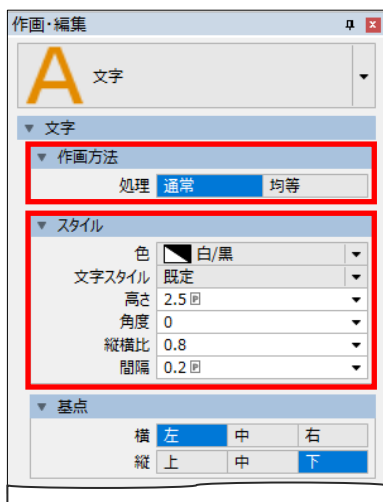 作画・編集
A 文字
文字
作画方法
処理 通常 均等
スタイル
色 白/黒
文字スタイル 既定
高さ 2.5 P
角度 0
縦横比 0.8
間隔 0.2 P
基点
横 左 中 右
縦 上 中 下